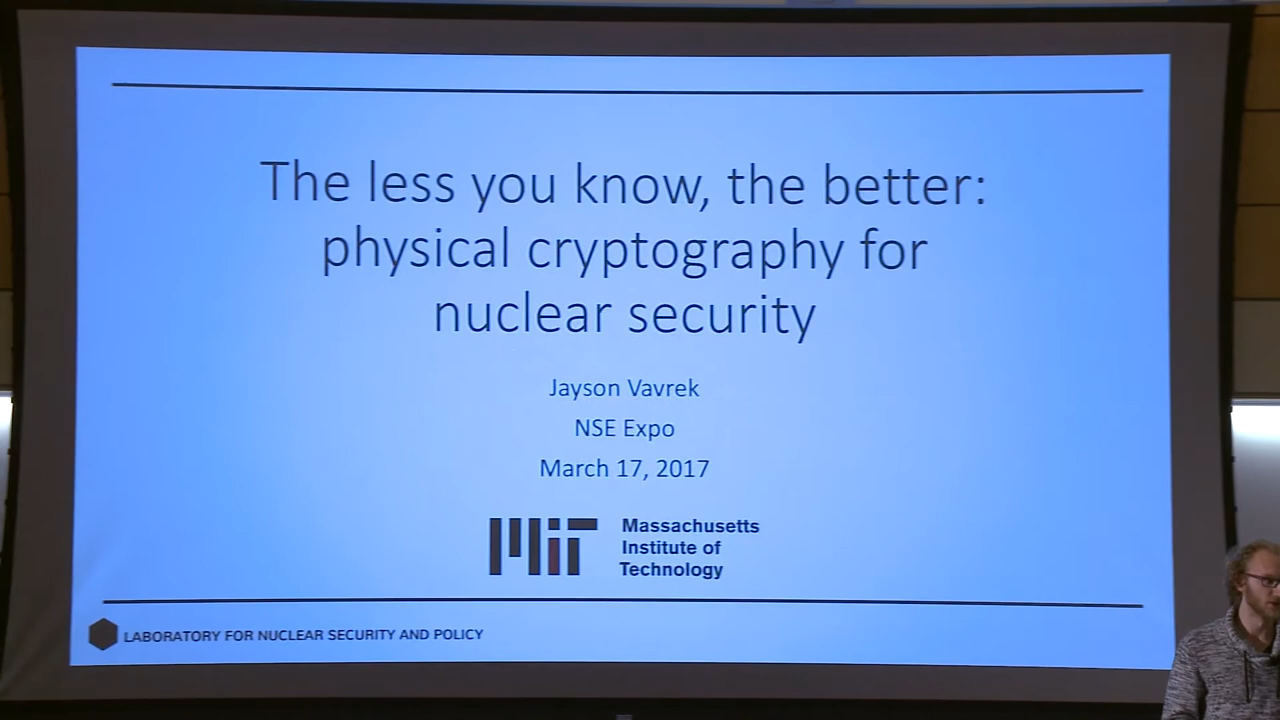 The less you know, the better:
physical cryptography for
nuclear security
Jayson Vavrek
NSE Expo
March 17, 2017
MIT
Massachusetts
Institute of
Technology
LABORATORY FOR NUCLEAR SECURITY AND POLICY